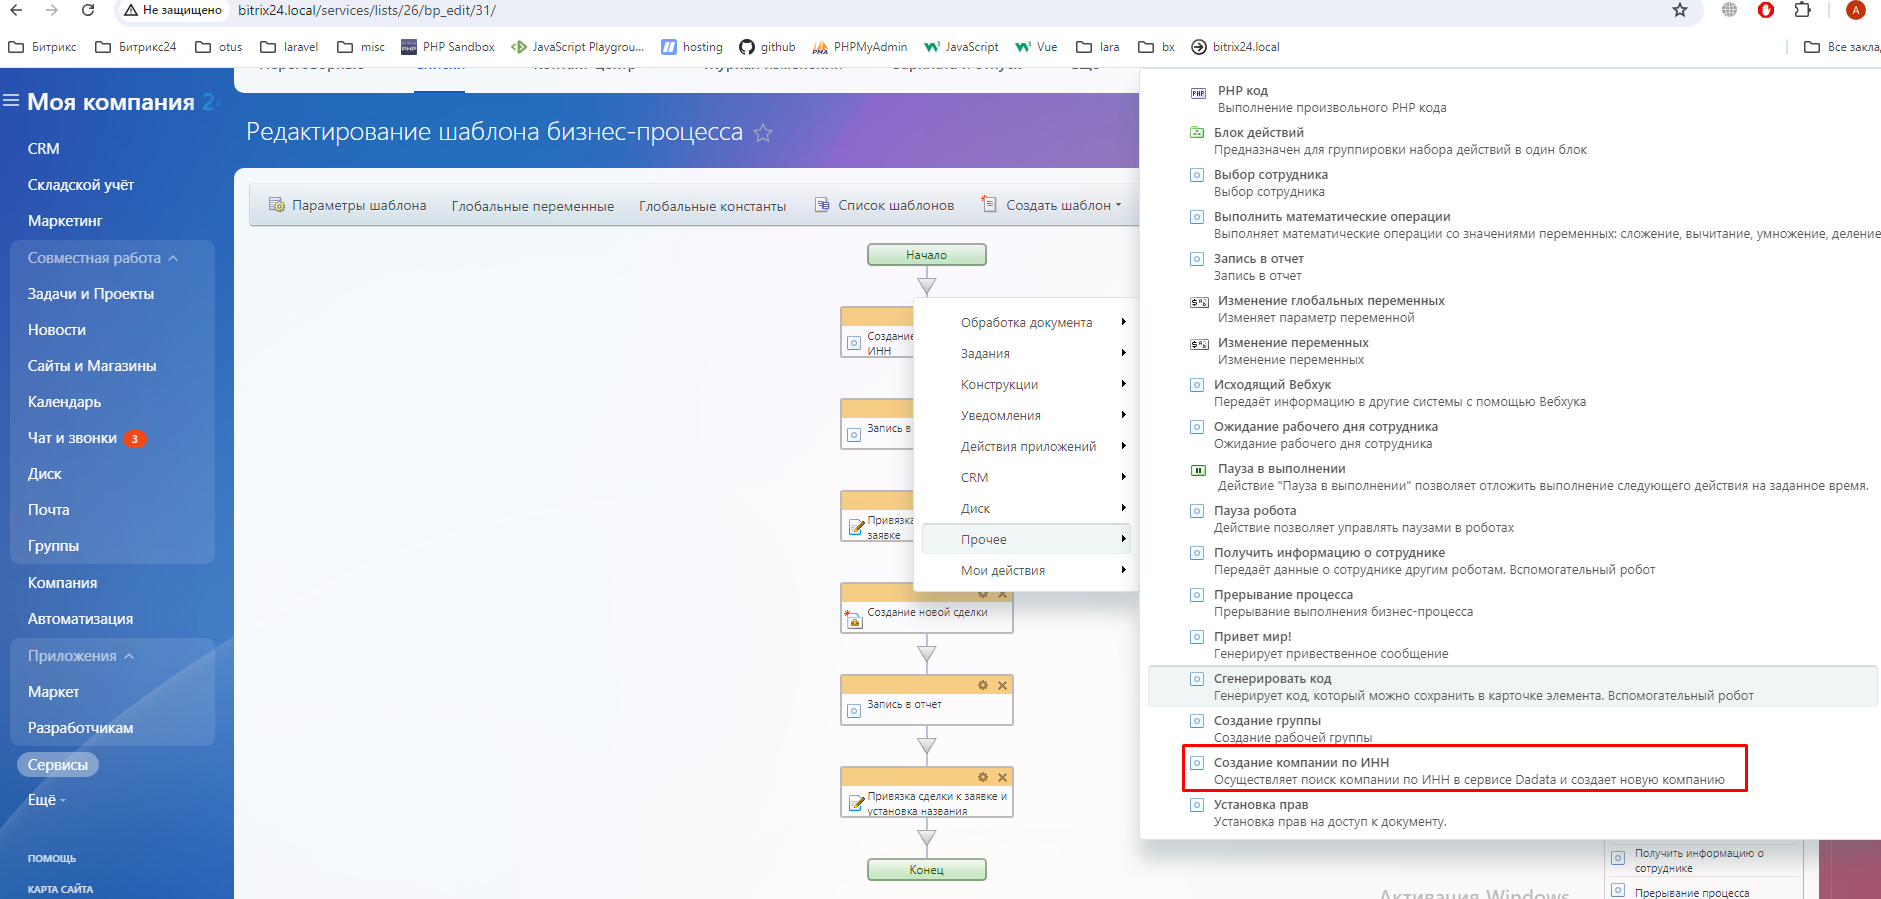 Не защищено
bitrix24.local/services/lists/26/bp_edit/31/
A
Битрикс
Битрикс24
otus
laravel
misc
PHP Sandbox
JavaScript Playgrou...
hosting
github
PHPMyAdmin
JavaScript
Vue
lara
bx
bitrix24.local
Все закла
Моя компания 24
CRM
Складской учёт
Маркетинг
Совместная работа
Задачи и Проекты
Новости
Сайты и Магазины
Календарь
Чат и звонки 3
Диск
Почта
Группы
Компания
Автоматизация
Приложения
Маркет
Разработчикам
Сервисы
Ещё
ПОМОЩЬ
КАРТА САЙТА
Списки
Редактирование шаблона бизнес-процесса
Параметры шаблона
Глобальные переменные
Глобальные константы
Список шаблонов
Создать шаблон
Начало
Создание
ИНН
Запись в
Привязка
заявке
Создание новой сделки
Запись в отчет
Привязка сделки к заявке и
установка названия
Конец
Обработка документа
Задания
Конструкции
Уведомления
Действия приложений
CRM
Диск
Прочее
Мои действия
PHP код
Выполнение произвольного PHP кода
Блок действий
Предназначен для группировки набора действий в один блок
Выбор сотрудника
Выбор сотрудника
Выполнить математические операции
Выполняет математические операции со значениями переменных: сложение, вычитание, умножение, деление
Запись в отчет
Запись в отчет
Изменение глобальных переменных
Изменяет параметр переменной
Изменение переменных
Изменение переменных
Исходящий Вебхук
Передаёт информацию в другие системы с помощью Вебхука
Ожидание рабочего дня сотрудника
Ожидание рабочего дня сотрудника
Пауза в выполнении
Действие "Пауза в выполнении" позволяет отложить выполнение следующего действия на заданное время.
Пауза робота
Действие позволяет управлять паузами в роботах
Получить информацию о сотруднике
Передаёт данные о сотруднике другим роботам. Вспомогательный робот
Прерывание процесса
Прерывание выполнения бизнес-процесса
Привет мир!
Генерирует привественное сообщение
Сгенерировать код
Генерирует код, который можно сохранить в карточке элемента. Вспомогательный робот
Создание группы
Создание рабочей группы
Создание компании по ИНН
Осуществляет поиск компании по ИНН в сервисе Dadata и создает новую компанию
Установка прав
Установка прав на доступ к документу.
Получить информацию о
сотруднике
Прерывание процесса
Активация Windows